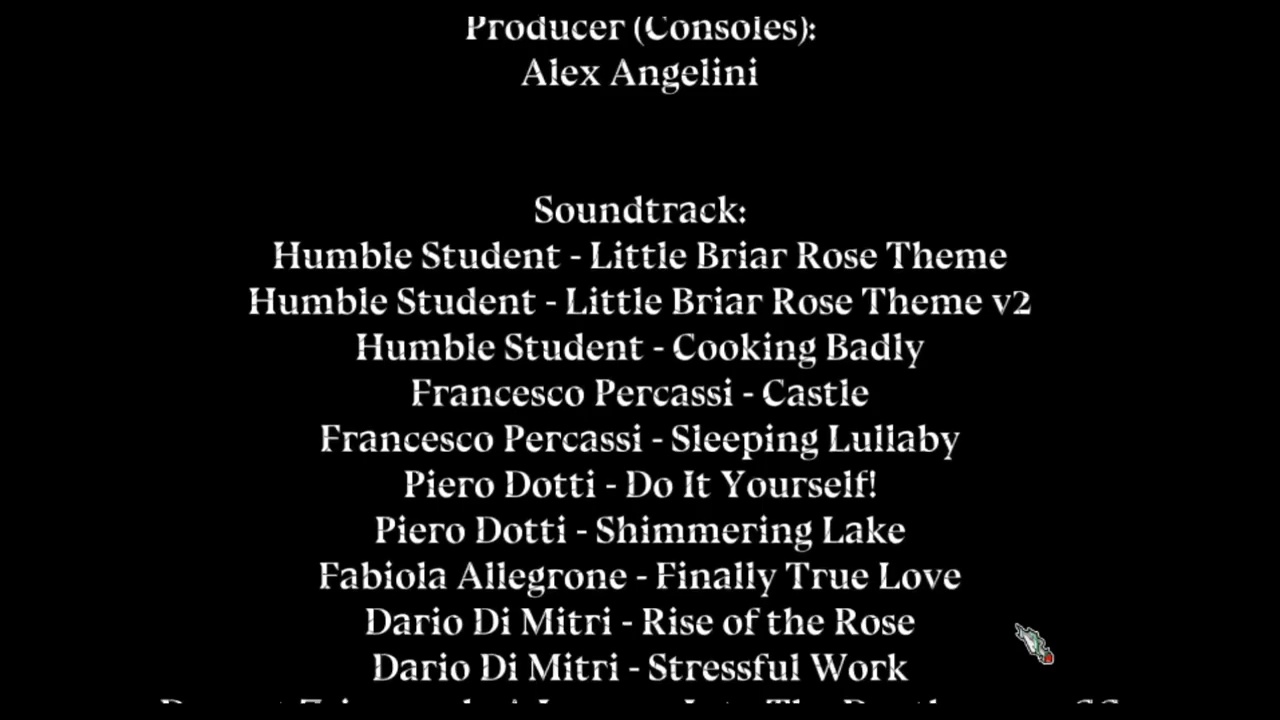 Producer (Consoles):
Alex Angelini
Soundtrack:
Humble Student - Little Briar Rose Theme
Humble Student - Little Briar Rose Theme v2
Humble Student - Cooking Badly
Francesco Percassi - Castle
Francesco Percassi - Sleeping Lullaby
Piero Dotti - Do It Yourself!
Piero Dotti - Shimmering Lake
Fabiola Allegrone - Finally True Love
Dario Di Mitri - Rise of the Rose
Dario Di Mitri - Stressful Work